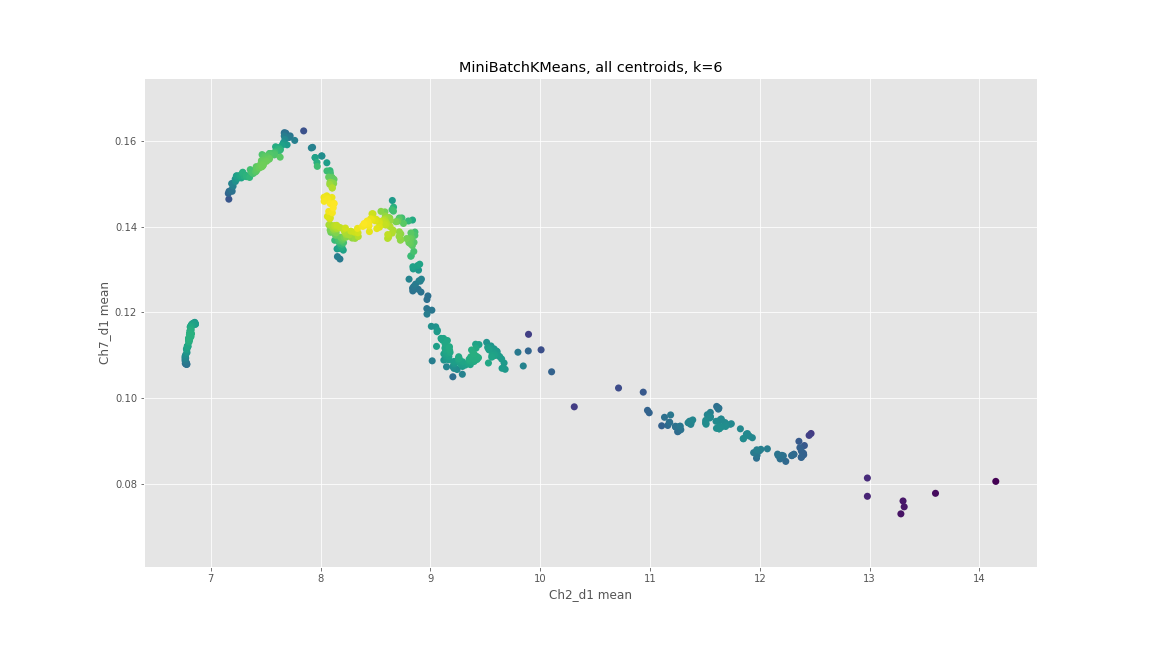 MiniBatchKMeans, all centroids, k=6
0.16
0.14
0.12
0.10
0.08
Ch7_d1 mean
7 8 9 10 11 12 13 14
Ch2_d1 mean